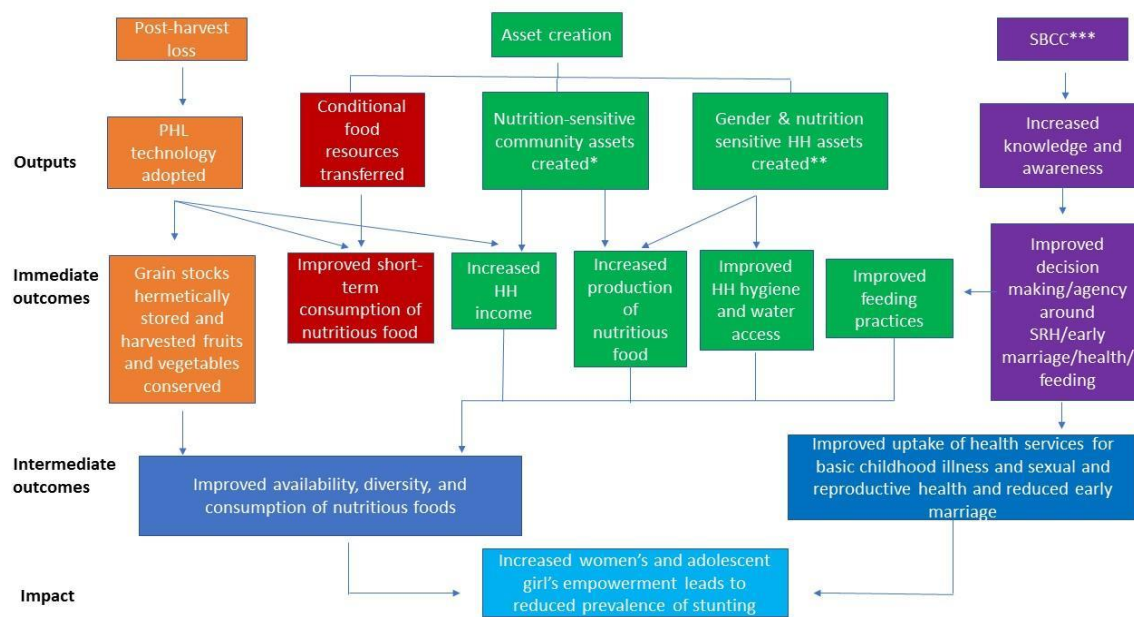 Post-harvest
loss
Asset creation
SBCC***
Outputs
PHL
technology
adopted
Conditional
food
resources
transferred
Nutrition-sensitive
community assets
created*
Gender & nutrition
sensitive HH assets
created**
Increased
knowledge and
awareness
Immediate
outcomes
Grain stocks
hermetically
stored and
harvested fruits
and vegetables
conserved
Improved short-
term
consumption of
nutritious food
Increased
HH
income
Increased
production
of
nutritious
food
Improved
HH hygiene
and water
access
Improved
feeding
practices
Improved
decision
making/agency
around
SRH/early
marriage/health/
feeding
Intermediate
outcomes
Improved availability, diversity, and
consumption of nutritious foods
Improved uptake of health services for
basic childhood illness and sexual and
reproductive health and reduced early
marriage
Impact
Increased women's and adolescent
girl's empowerment leads to
reduced prevalence of stunting